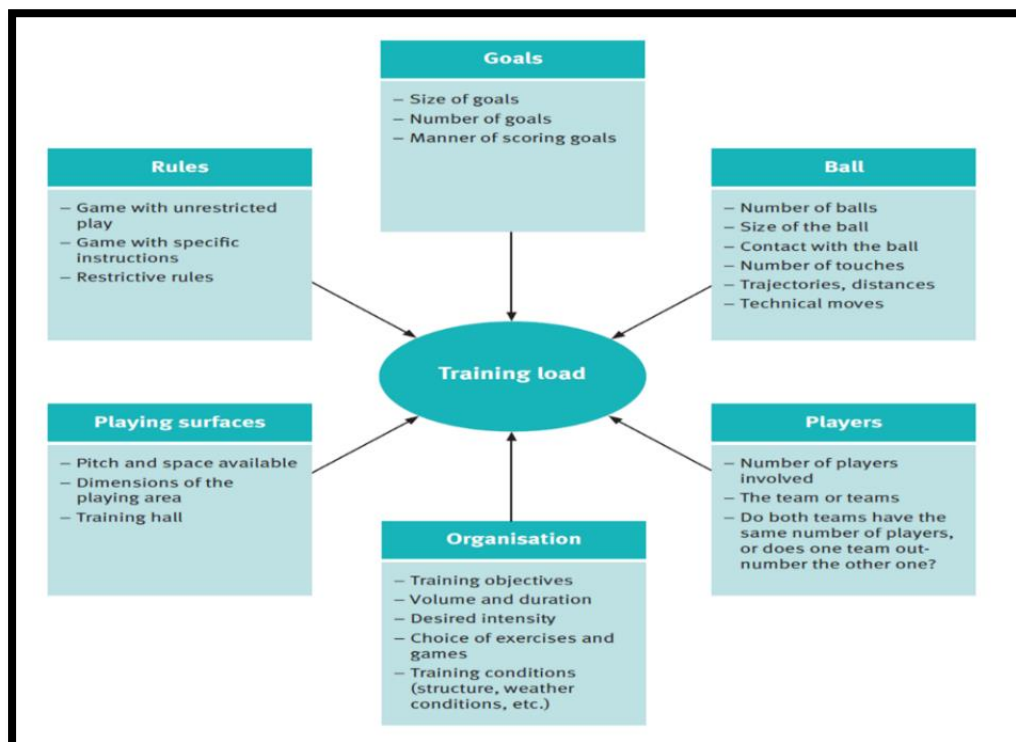 Goals
– Size of goals
– Number of goals
– Manner of scoring goals
Rules
– Game with unrestricted
play
– Game with specific
instructions
– Restrictive rules
Ball
– Number of balls
– Size of the ball
– Contact with the ball
– Number of touches
– Trajectories, distances
– Technical moves
Training load
Playing surfaces
– Pitch and space available
– Dimensions of the
playing area
– Training hall
Organisation
– Training objectives
– Volume and duration
– Desired intensity
– Choice of exercises and
games
– Training conditions
(structure, weather
conditions, etc.)
Players
– Number of players
involved
– The team or teams
– Do both teams have the
same number of players,
or does one team out-
number the other one?